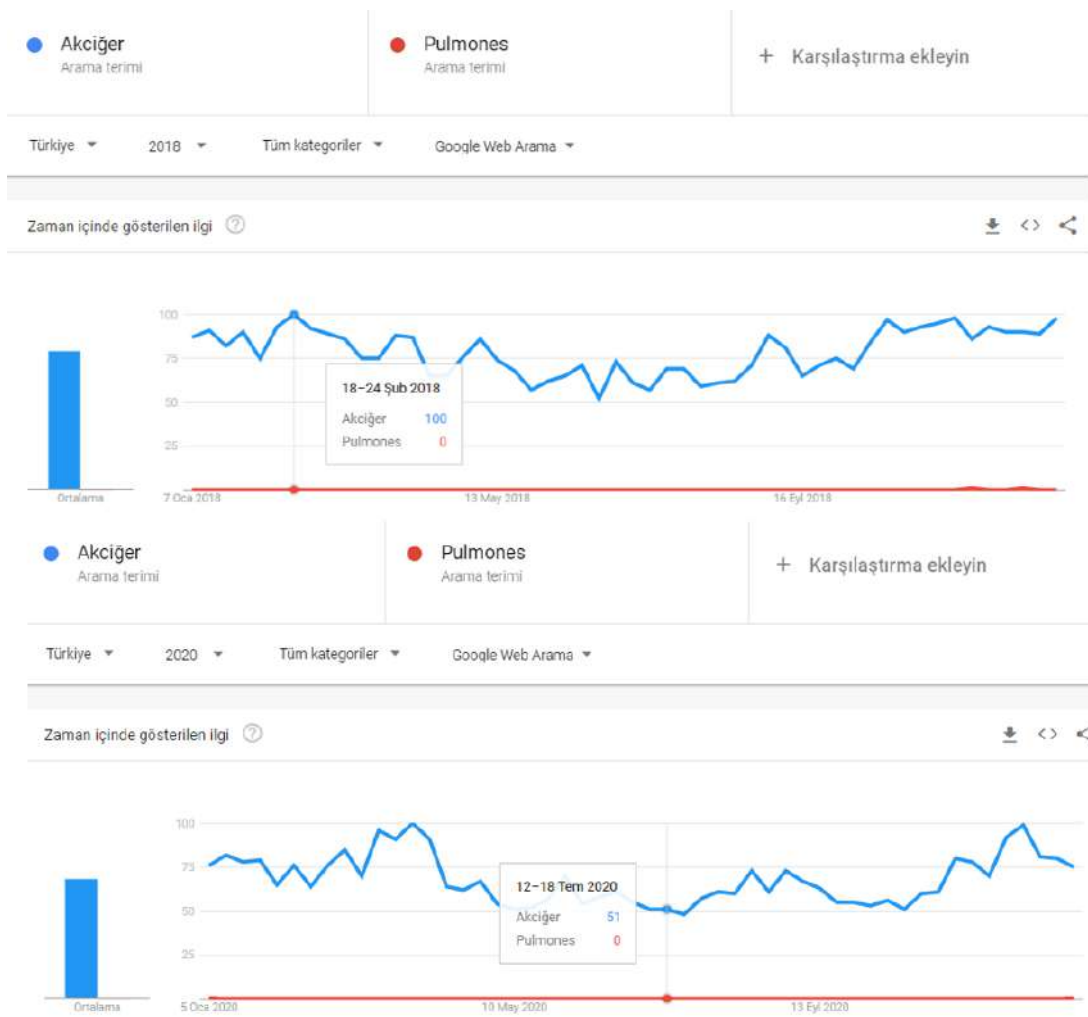 Akciğer Pulmones + Karşılaştırma ekleyin
Arama terimi Arama terimi
Türkiye 2018 Tüm kategoriler Google Web Arama
Zaman içinde gösterilen ilgi ?
100
75
50
25
18–24 Şub 2018
Akciğer 100
Pulmones 0
Ortalama 7 Oca 2018 13 May 2018 16 Eyl 2018
Akciğer Pulmones + Karşılaştırma ekleyin
Arama terimi Arama terimi
Türkiye 2020 Tüm kategoriler Google Web Arama
Zaman içinde gösterilen ilgi ?
100
75
50
25
12–18 Tem 2020
Akciğer 51
Pulmones 0
Ortalama 5 Oca 2020 10 May 2020 13 Eyl 2020